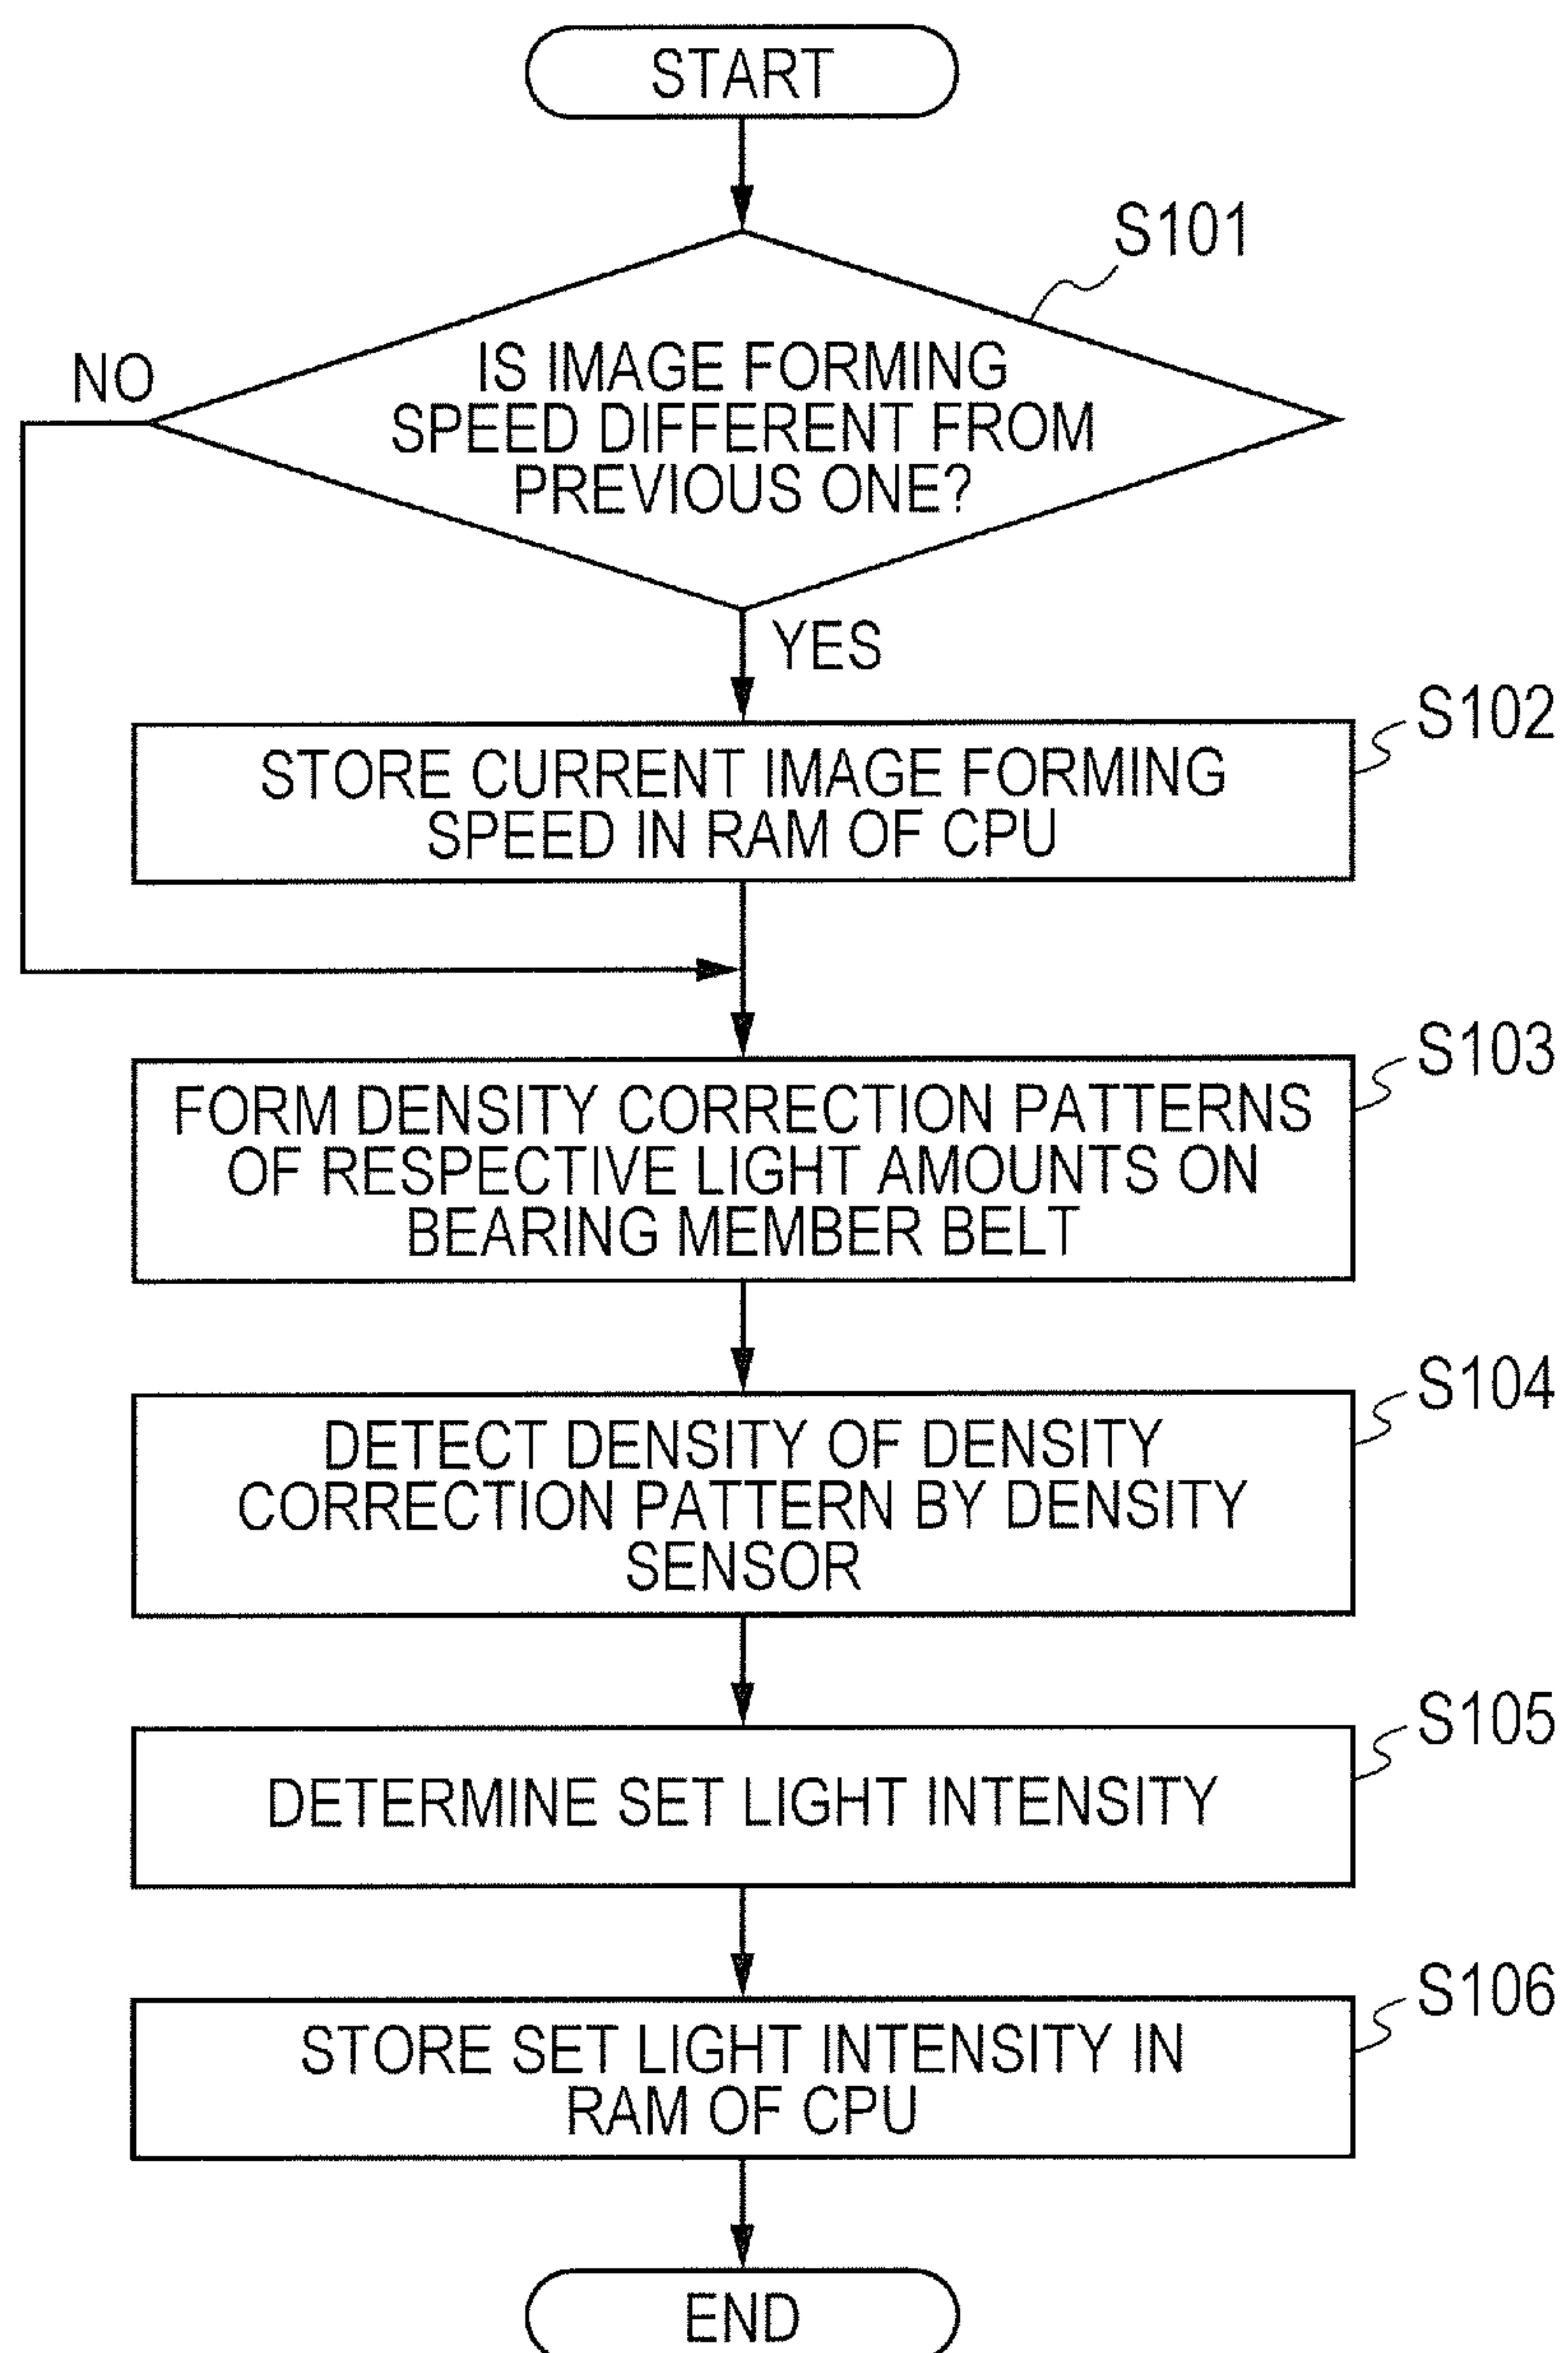 START
S101
IS IMAGE FORMING
SPEED DIFFERENT FROM
PREVIOUS ONE?
NO
YES
S102
STORE CURRENT IMAGE FORMING
SPEED IN RAM OF CPU
S103
FORM DENSITY CORRECTION PATTERNS
OF RESPECTIVE LIGHT AMOUNTS ON
BEARING MEMBER BELT
S104
DETECT DENSITY OF DENSITY
CORRECTION PATTERN BY DENSITY
SENSOR
S105
DETERMINE SET LIGHT INTENSITY
S106
STORE SET LIGHT INTENSITY IN
RAM OF CPU
END